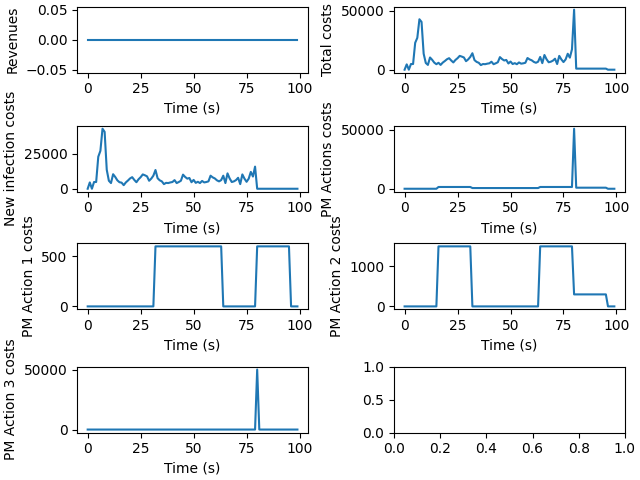 Revenues
0.05
0.00
−0.05
0 25 50 75 100
Time (s)
Total costs
50000
0
0 25 50 75 100
Time (s)
New infection costs
25000
0
0 25 50 75 100
Time (s)
PM Actions costs
50000
0
0 25 50 75 100
Time (s)
PM Action 1 costs
500
0
0 25 50 75 100
Time (s)
PM Action 2 costs
1000
0
0 25 50 75 100
Time (s)
PM Action 3 costs
50000
0
0 25 50 75 100
Time (s)
1.0
0.5
0.0
0.0 0.2 0.4 0.6 0.8 1.0